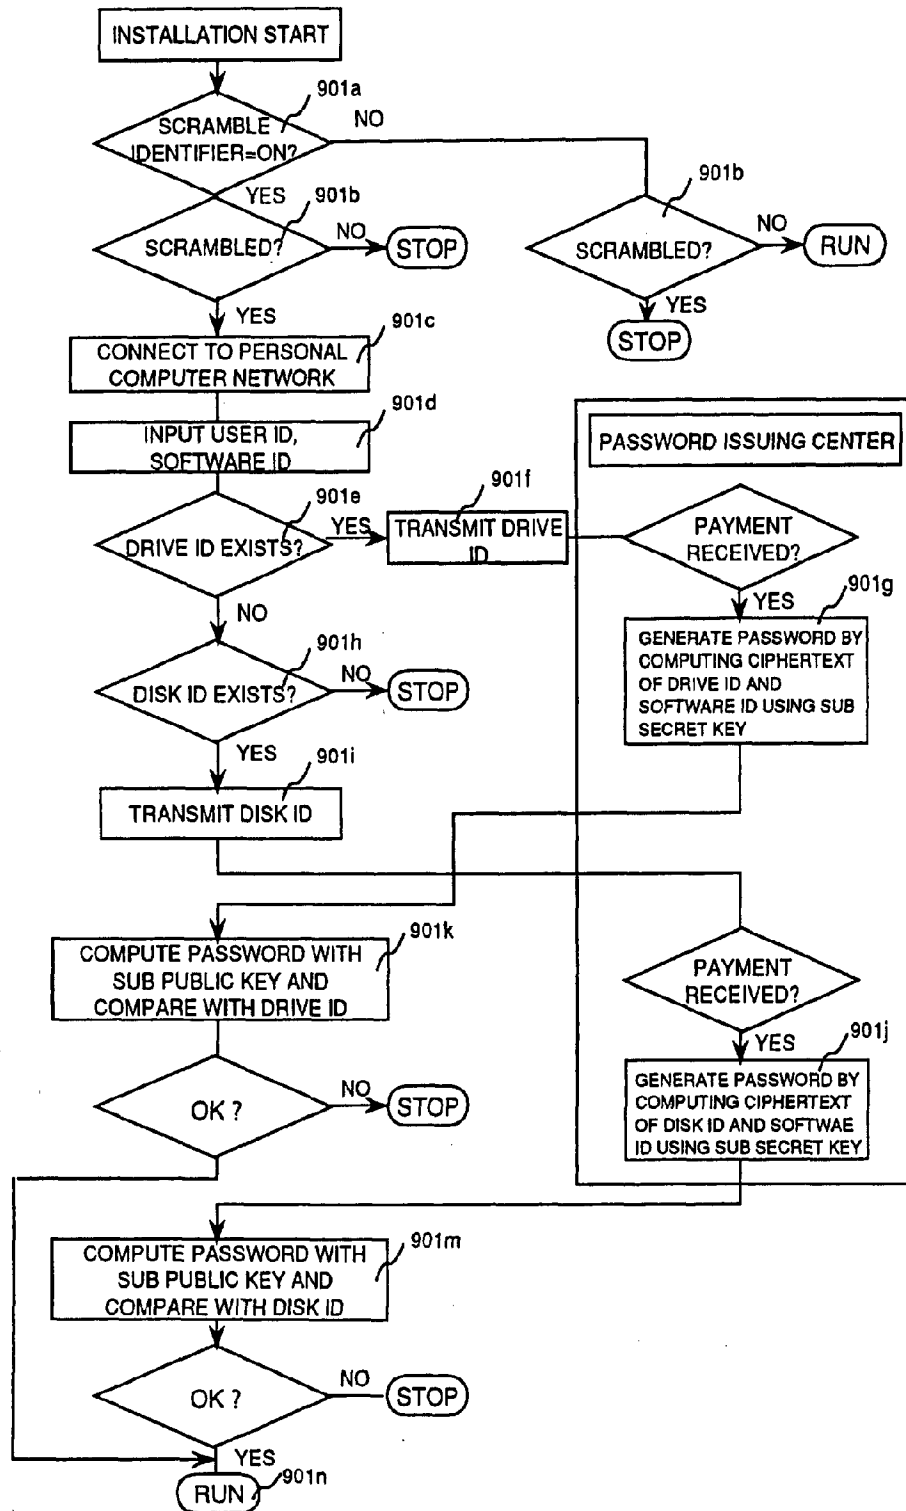 INSTALLATION START
901a
SCRAMBLE
IDENTIFIER=ON?
NO
YES
901b
SCRAMBLED?
NO
STOP
901b
SCRAMBLED?
NO
RUN
YES
STOP
YES
901c
CONNECT TO PERSONAL
COMPUTER NETWORK
901d
INPUT USER ID,
SOFTWARE ID
PASSWORD ISSUING CENTER
901e
DRIVE ID EXISTS?
YES
901f
TRANSMIT DRIVE
ID
PAYMENT
RECEIVED?
YES
901g
GENERATE PASSWORD BY
COMPUTING CIPHERTEXT
OF DRIVE ID AND
SOFTWARE ID USING SUB
SECRET KEY
NO
901h
DISK ID EXISTS?
NO
STOP
YES
901i
TRANSMIT DISK ID
901k
COMPUTE PASSWORD WITH
SUB PUBLIC KEY AND
COMPARE WITH DRIVE ID
PAYMENT
RECEIVED?
YES
901j
GENERATE PASSWORD BY
COMPUTING CIPHERTEXT
OF DISK ID AND SOFTWAE
ID USING SUB SECRET KEY
OK ?
NO
STOP
901m
COMPUTE PASSWORD WITH
SUB PUBLIC KEY AND
COMPARE WITH DISK ID
OK ?
NO
STOP
YES
901n
RUN